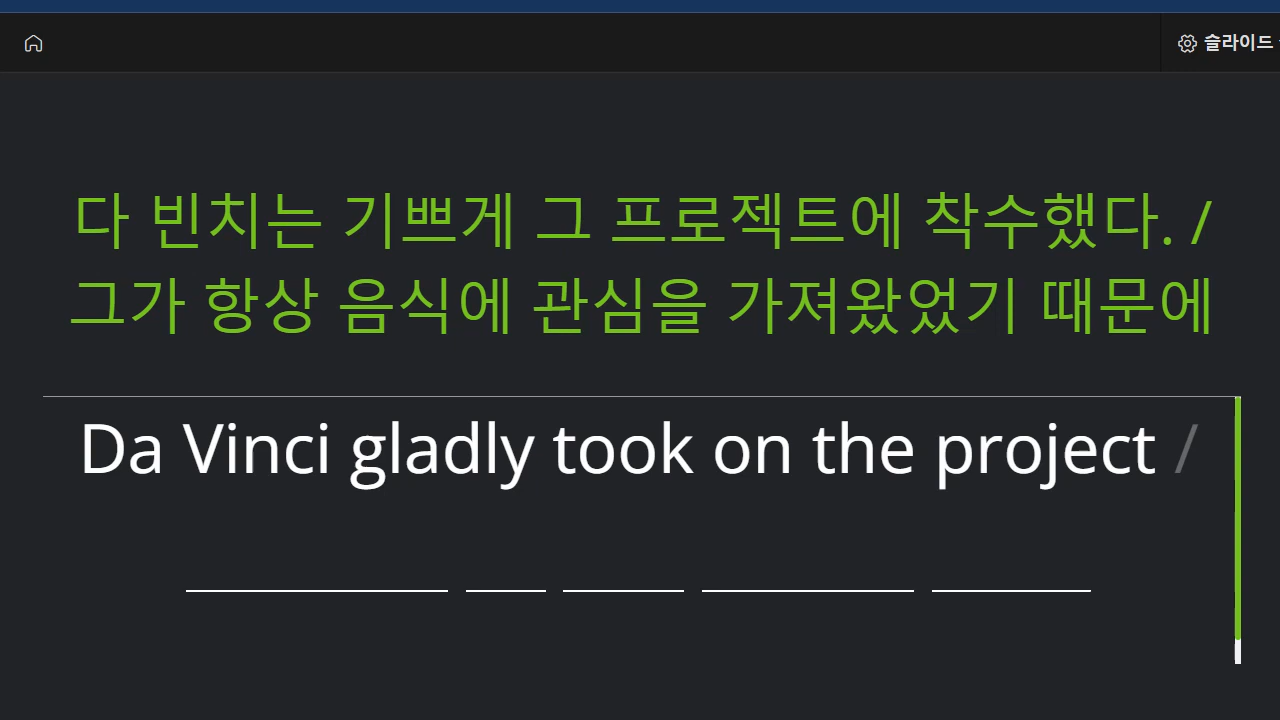 슬라이드
다 빈치는 기쁘게 그 프로젝트에 착수했다. /
그가 항상 음식에 관심을 가져왔었기 때문에
Da Vinci gladly took on the project /